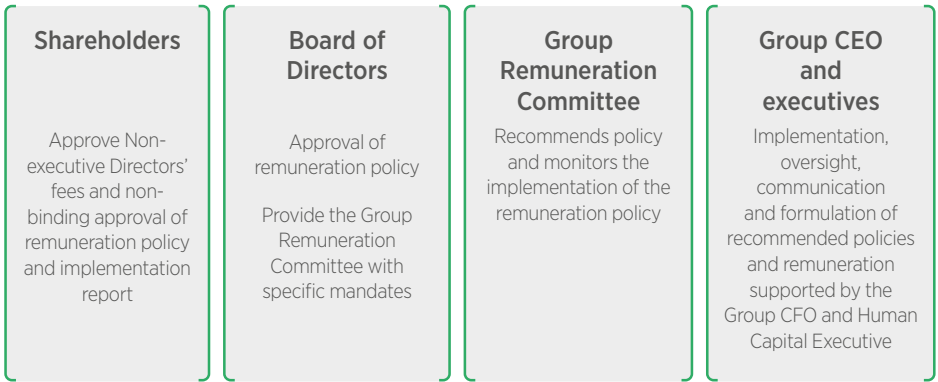 Shareholders
Approve Non-
executive Directors’
fees and non-
binding approval of
remuneration policy
and implementation
report
Board of
Directors
Approval of
remuneration policy
Provide the Group
Remuneration
Committee with
specific mandates
Group
Remuneration
Committee
Recommends policy
and monitors the
implementation of the
remuneration policy
Group CEO
and
executives
Implementation,
oversight,
communication
and formulation of
recommended policies
and remuneration
supported by the
Group CFO and Human
Capital Executive